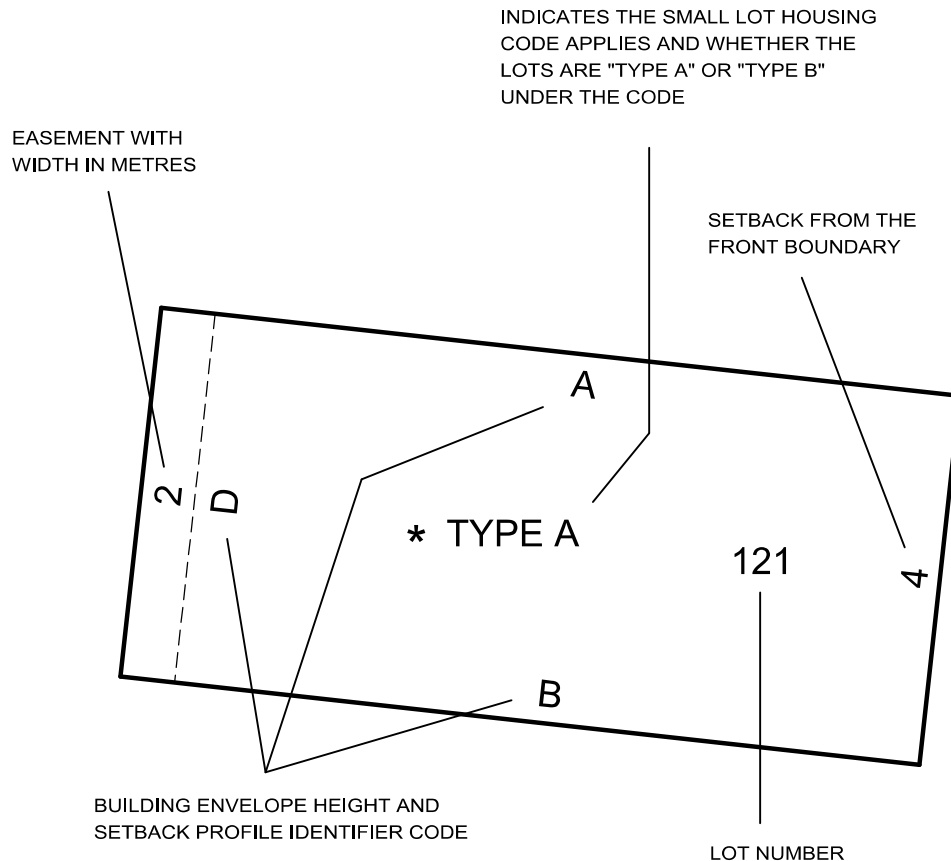 INDICATES THE SMALL LOT HOUSING
CODE APPLIES AND WHETHER THE
LOTS ARE "TYPE A" OR "TYPE B"
UNDER THE CODE
EASEMENT WITH
WIDTH IN METRES
SETBACK FROM THE
FRONT BOUNDARY
A
2
D
* TYPE A
121
4
B
BUILDING ENVELOPE HEIGHT AND
SETBACK PROFILE IDENTIFIER CODE
LOT NUMBER